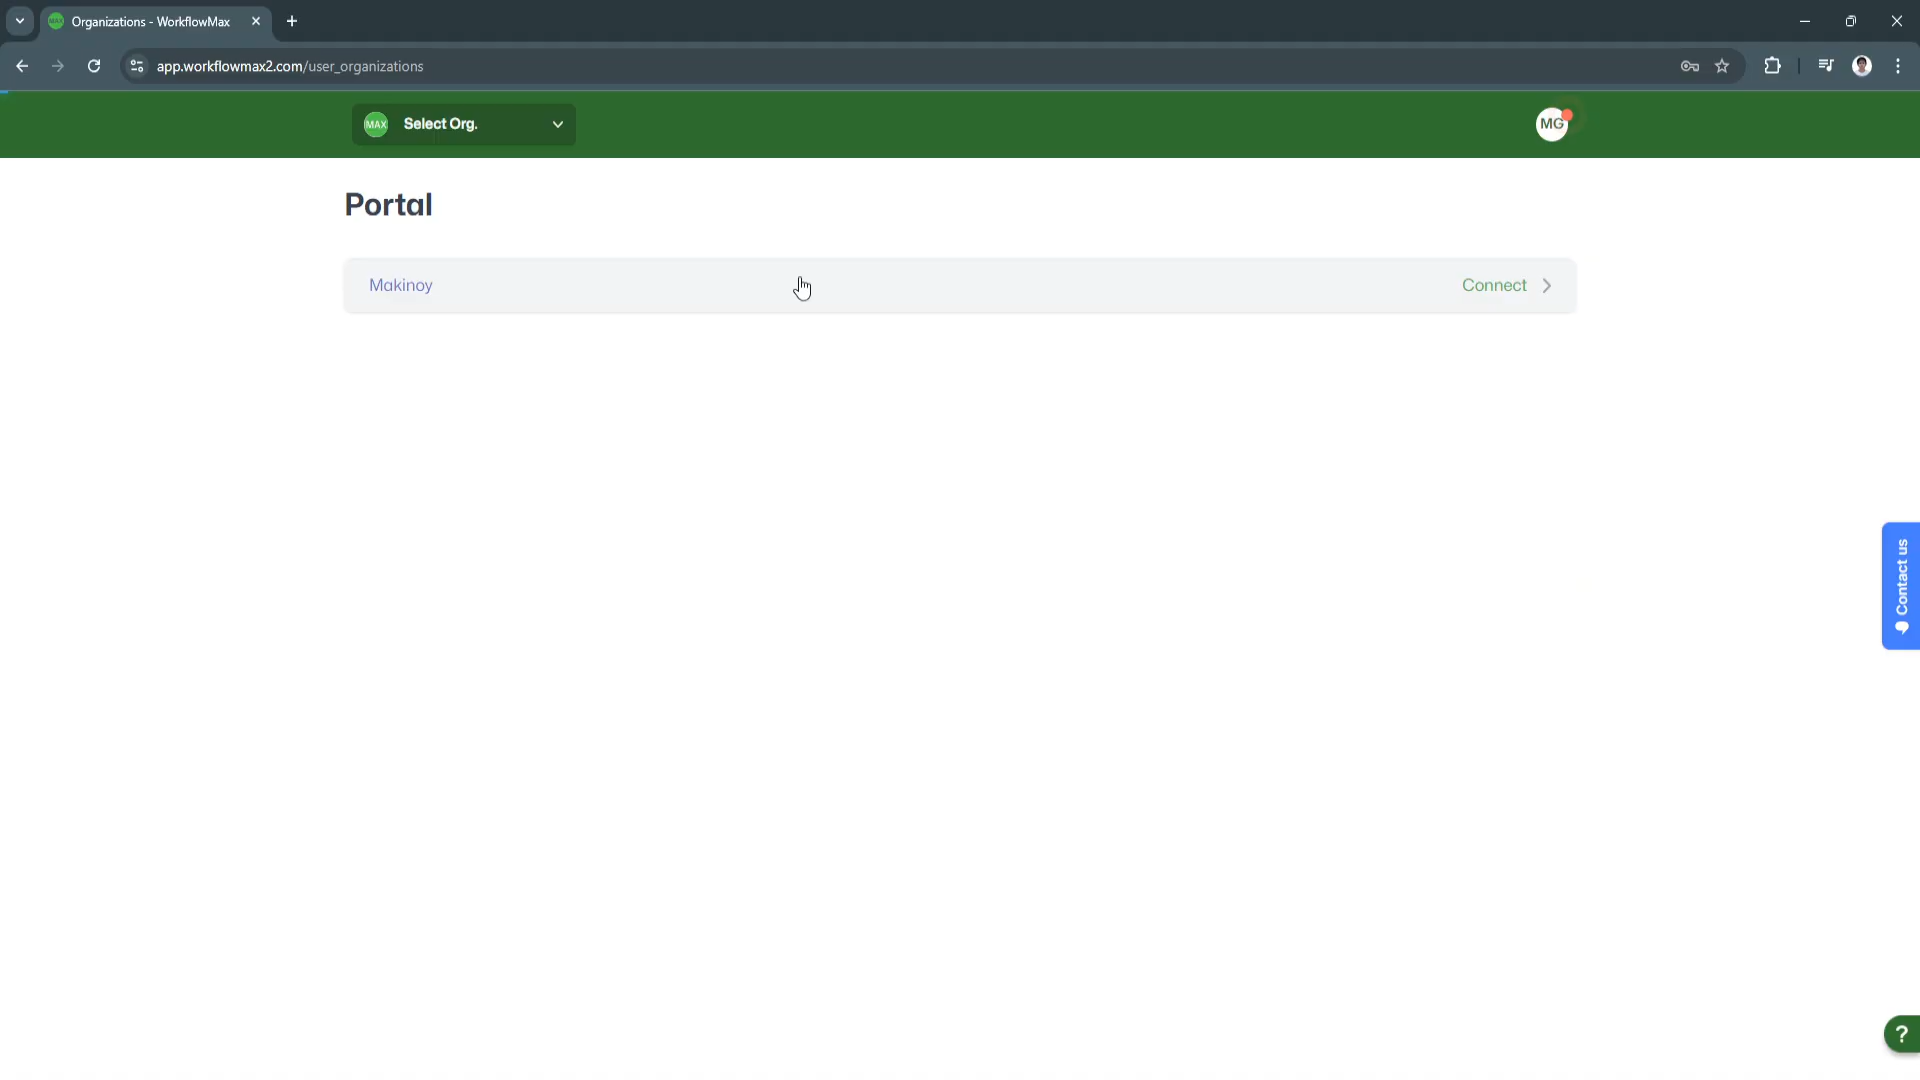 Organizations - WorkflowMax
app.workflowmax2.com/user_organizations
MAX Select Org.
MG
Portal
Makinoy
Connect
Contact us
?